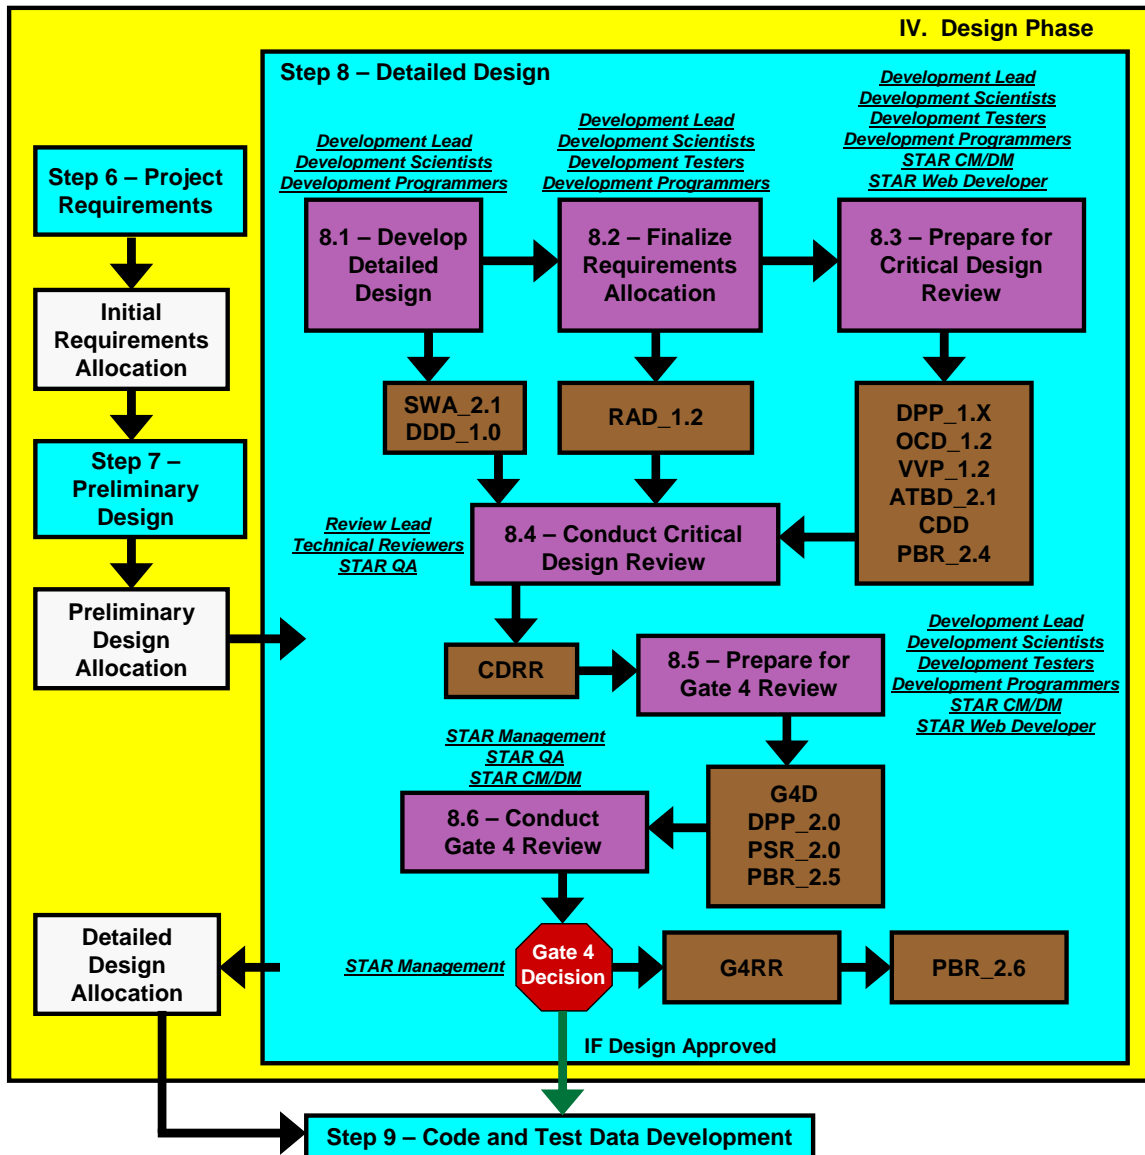 IV. Design Phase
Step 8 – Detailed Design
Development Lead
Development Scientists
Development Programmers
Development Lead
Development Scientists
Development Testers
Development Programmers
Development Lead
Development Scientists
Development Testers
Development Programmers
STAR CM/DM
STAR Web Developer
Step 6 – Project
Requirements
8.1 – Develop
Detailed
Design
8.2 – Finalize
Requirements
Allocation
8.3 – Prepare for
Critical Design
Review
Initial
Requirements
Allocation
SWA_2.1
DDD_1.0
RAD_1.2
DPP_1.X
OCD_1.2
VVP_1.2
ATBD_2.1
CDD
PBR_2.4
Step 7 –
Preliminary
Design
Review Lead
Technical Reviewers
STAR QA
8.4 – Conduct Critical
Design Review
Preliminary
Design
Allocation
CDRR
8.5 – Prepare for
Gate 4 Review
Development Lead
Development Scientists
Development Testers
Development Programmers
STAR CM/DM
STAR Web Developer
STAR Management
STAR QA
STAR CM/DM
8.6 – Conduct
Gate 4 Review
G4D
DPP_2.0
PSR_2.0
PBR_2.5
Detailed
Design
Allocation
STAR Management
Gate 4
Decision
G4RR
PBR_2.6
IF Design Approved
Step 9 – Code and Test Data Development